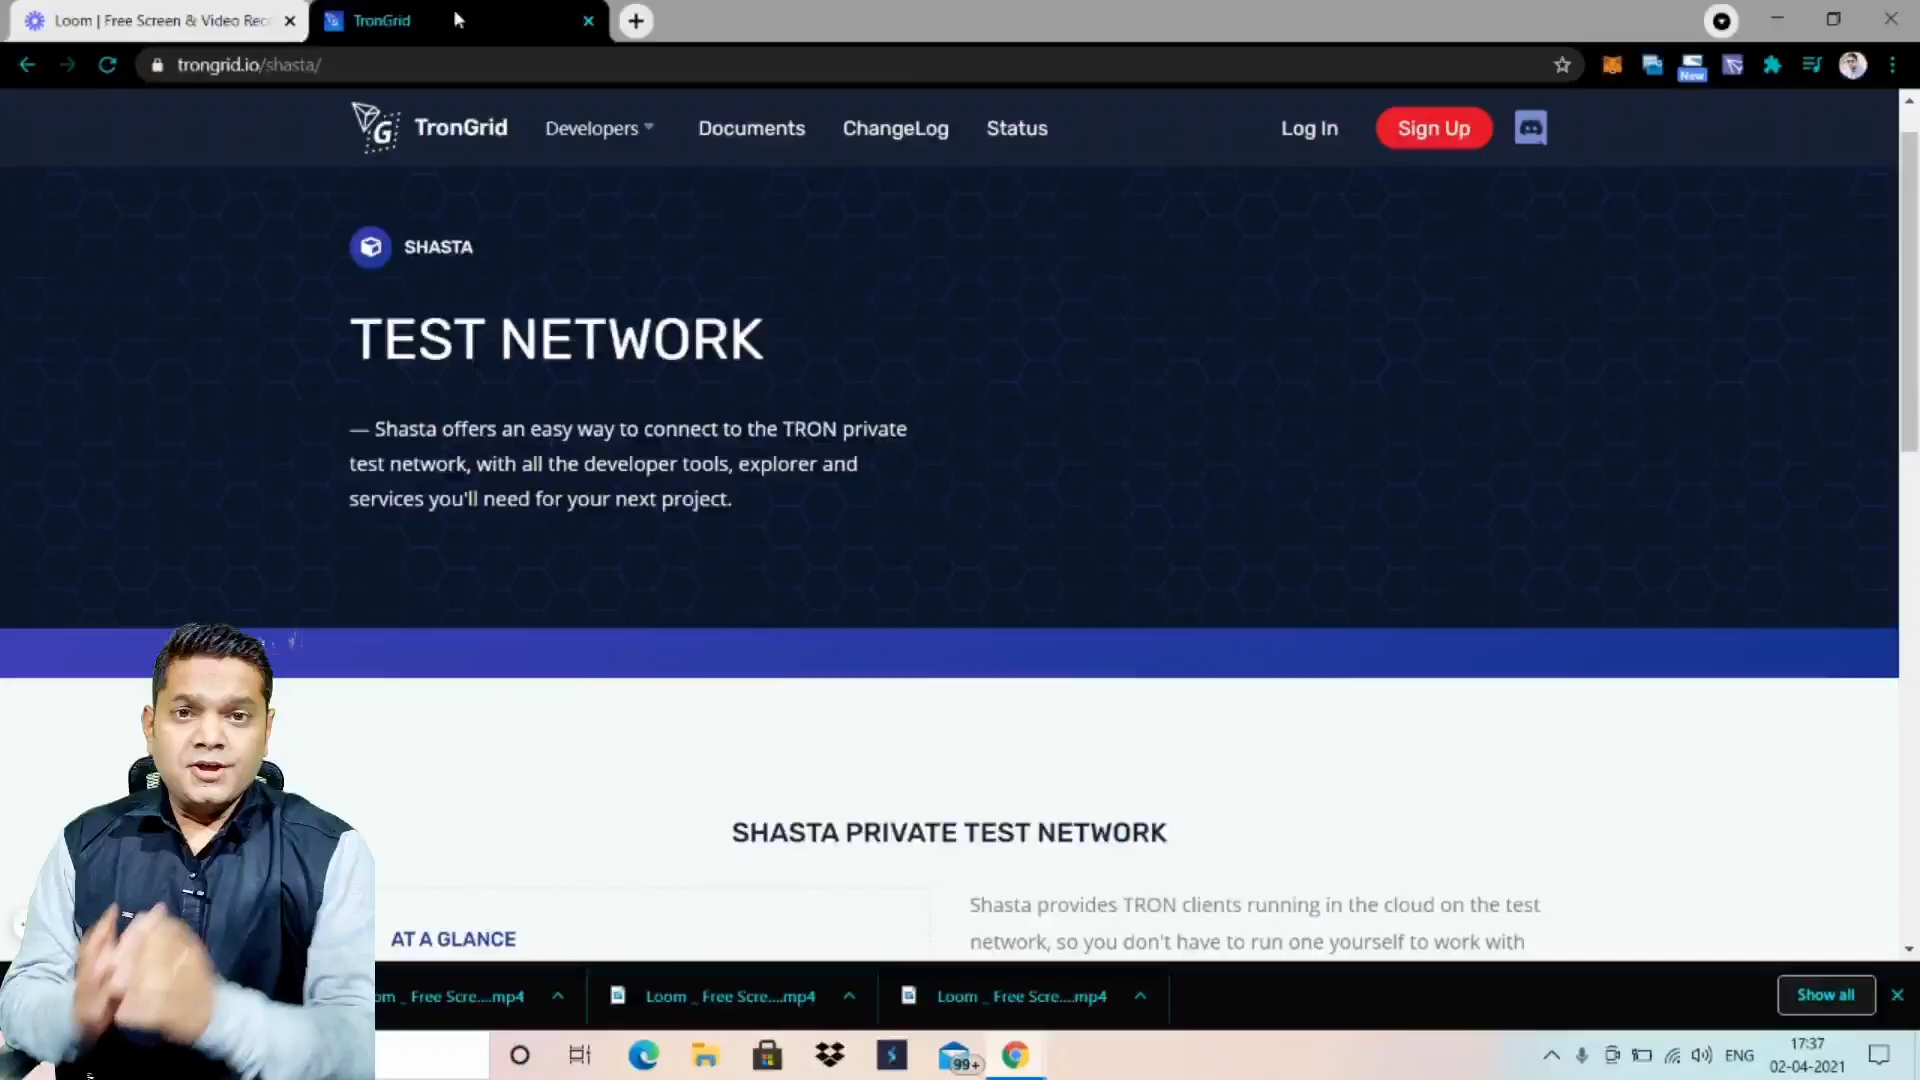 Loom | Free Screen & Video Rec
TronGrid
trongrid.io/shasta/
New
TronGrid
Developers
Documents
ChangeLog
Status
Log In
Sign Up
SHASTA
TEST NETWORK
— Shasta offers an easy way to connect to the TRON private
test network, with all the developer tools, explorer and
services you'll need for your next project.
SHASTA PRIVATE TEST NETWORK
AT A GLANCE
Shasta provides TRON clients running in the cloud on the test
network, so you don't have to run one yourself to work with
om _ Free Scre....mp4
Loom _ Free Scre....mp4
Loom _ Free Scre....mp4
Show all
99+
ENG
17:37
02-04-2021